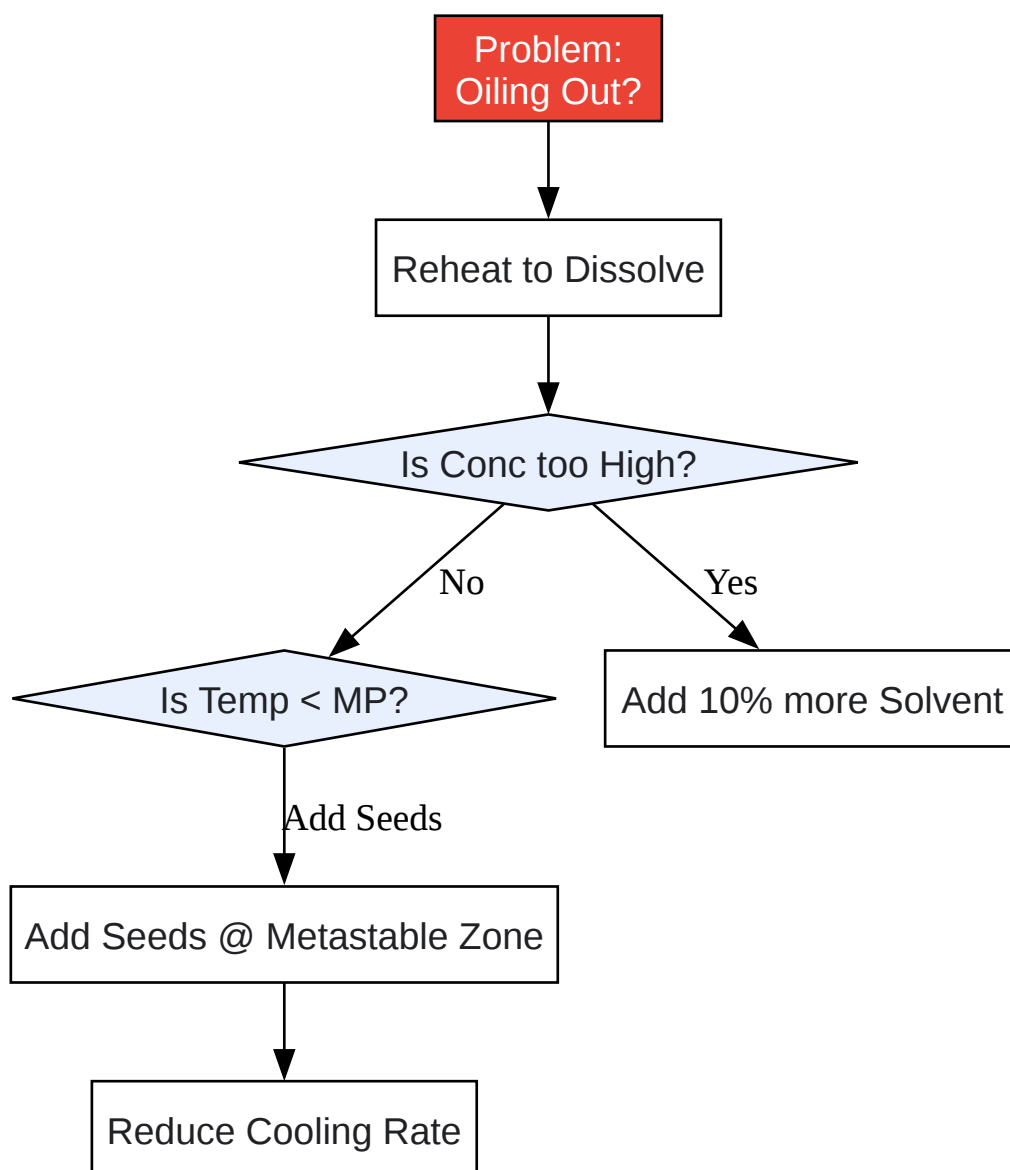 Problem:
Oiling Out?
Reheat to Dissolve
Is Conc too High?
No
Yes
Is Temp < MP?
Add 10% more Solvent
Add Seeds
Add Seeds @ Metastable Zone
Reduce Cooling Rate